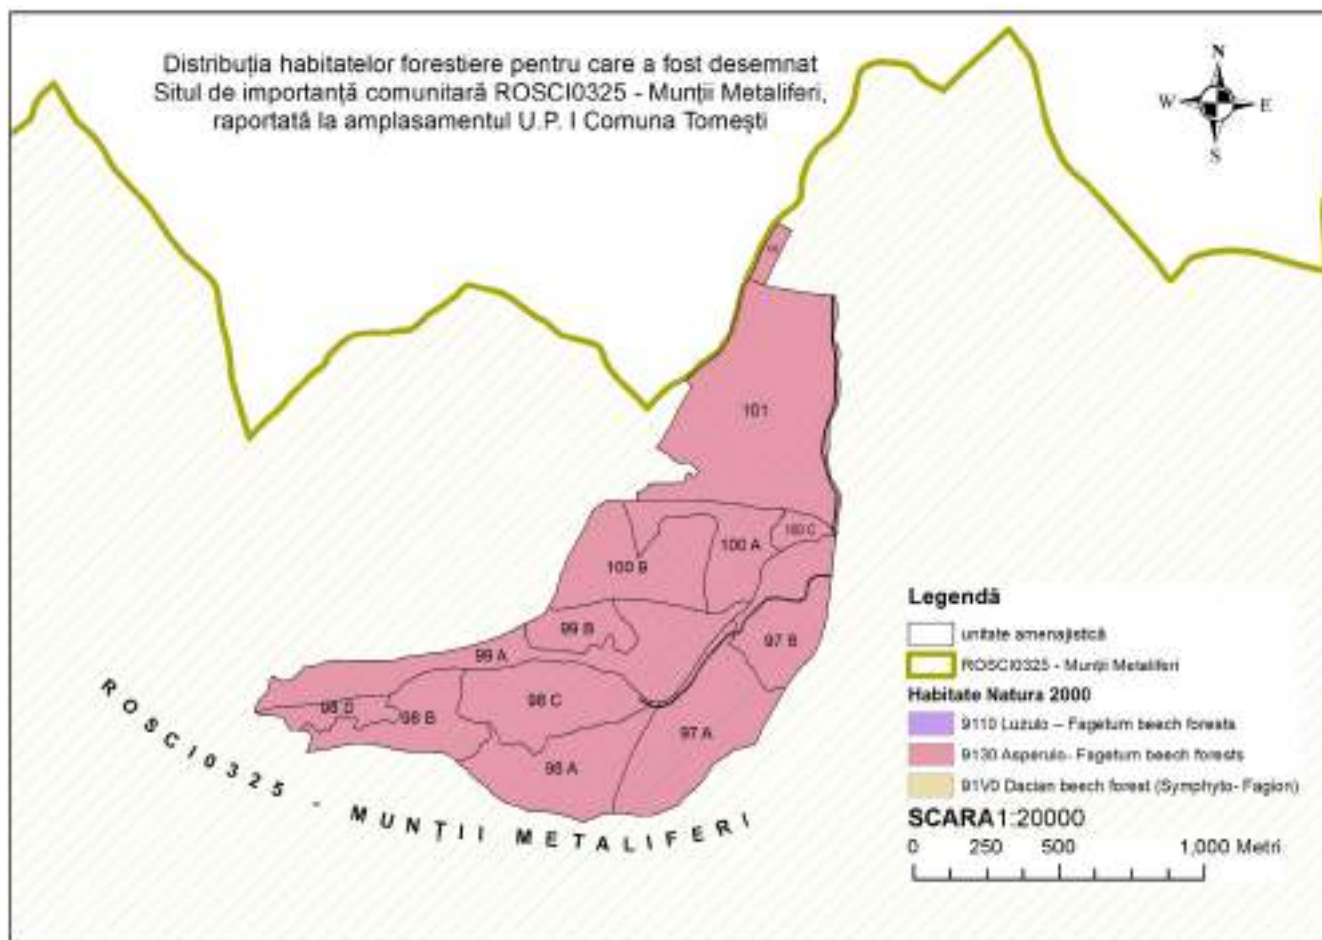 Distribuția habitatelor forestiere pentru care a fost desemnat
Situl de importanță comunitară ROSCI0325 - Munții Metaliferi,
raportată la amplasamentul U.P. I Comuna Tomești
N
W
E
S
101
100 C
100 A
100 B
99 B
97 B
99 A
98 C
98 D
98 B
97 A
98 A
ROSCI0325 - MUNȚII METALIFERI
Legendă
unitate amenajistică
ROSCI0325 - Munții Metaliferi
Habitate Natura 2000
9110 Luzulo – Fagetum beech forests
9130 Asperulo- Fagetum beech forests
91V0 Dacian beech forest (Symphyto- Fagion)
SCARA1:20000
0 250 500 1,000 Metri